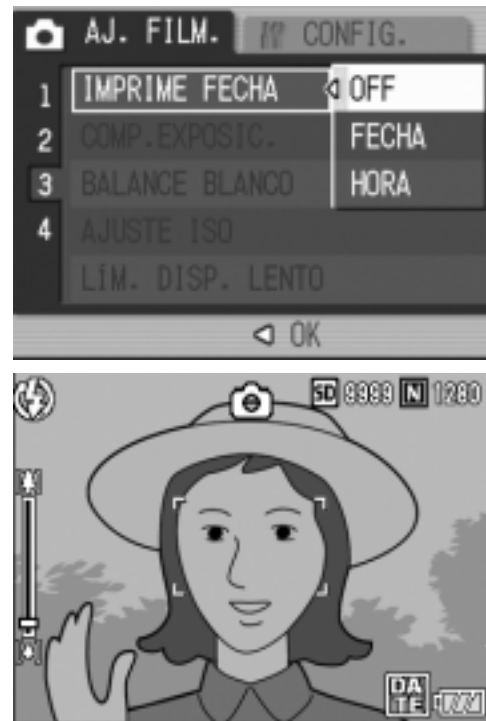 AJ. FILM. CONFIG.
1 IMPRIME FECHA OFF
2 COMP.EXPOSIC. FECHA
3 BALANCE BLANCO HORA
4 AJUSTE ISO
LÍM. DISP. LENTO
OK
SD 9999 N 1280
DA
TE